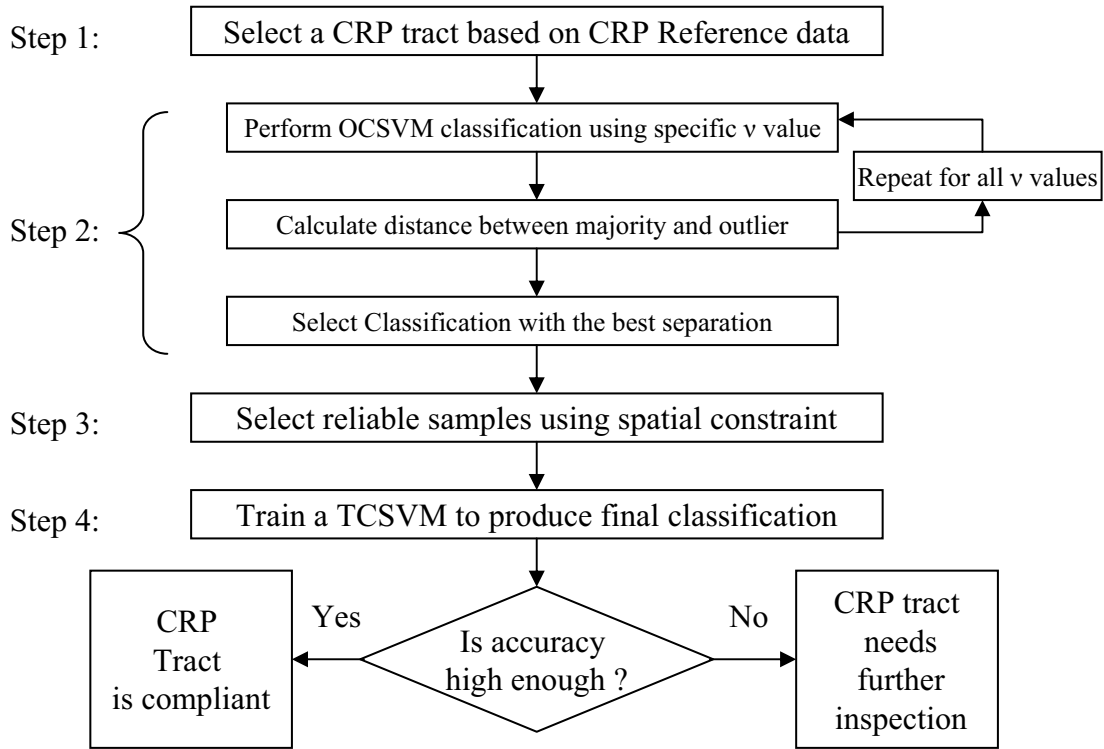 Step 1:
Select a CRP tract based on CRP Reference data
Step 2:
Perform OCSVM classification using specific ν value
Repeat for all ν values
Calculate distance between majority and outlier
Select Classification with the best separation
Step 3:
Select reliable samples using spatial constraint
Step 4:
Train a TCSVM to produce final classification
CRP
Tract
is compliant
Yes
Is accuracy
high enough ?
No
CRP tract
needs
further
inspection